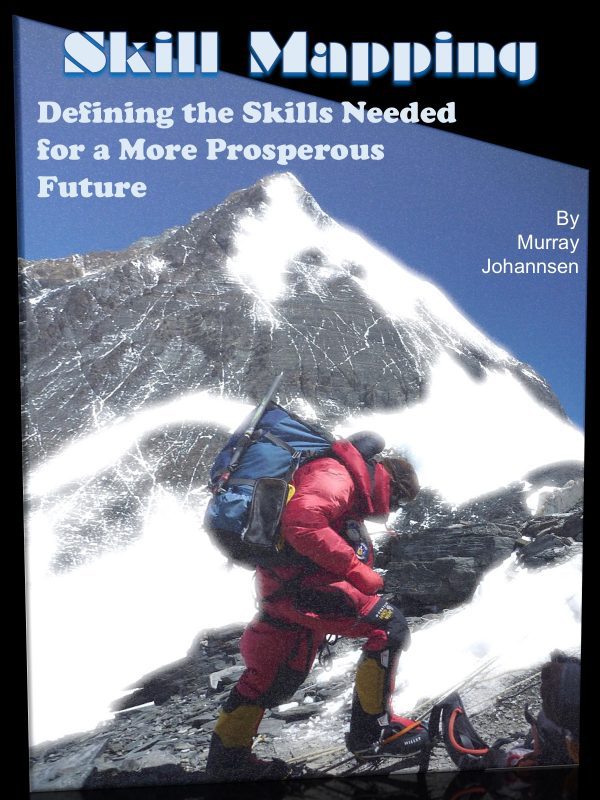 Skill Mapping
Defining the Skills Needed
for a More Prosperous
Future
By
Murray
Johannsen